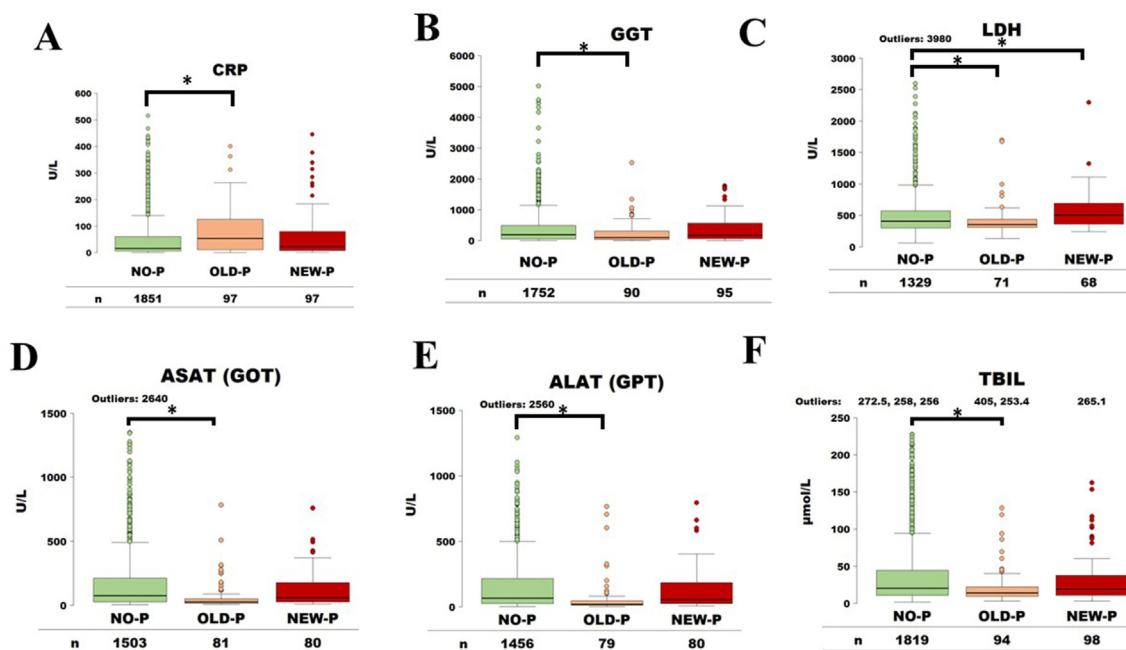 A
CRP
*
600
500
400
300
200
100
0
U/L
NO-P OLD-P NEW-P
n 1851 97 97
B
GGT
*
6000
5000
4000
3000
2000
1000
0
U/L
NO-P OLD-P NEW-P
n 1752 90 95
C
LDH
Outliers: 3980
*
*
3000
2500
2000
1500
1000
500
0
U/L
NO-P OLD-P NEW-P
n 1329 71 68
D
ASAT (GOT)
Outliers: 2640
*
1500
1000
500
0
U/L
NO-P OLD-P NEW-P
n 1503 81 80
E
ALAT (GPT)
Outliers: 2560
*
1500
1000
500
0
U/L
NO-P OLD-P NEW-P
n 1456 79 80
F
TBIL
Outliers: 272.5, 258, 256 405, 253.4 265.1
*
250
200
150
100
50
0
µmol/L
NO-P OLD-P NEW-P
n 1819 94 98